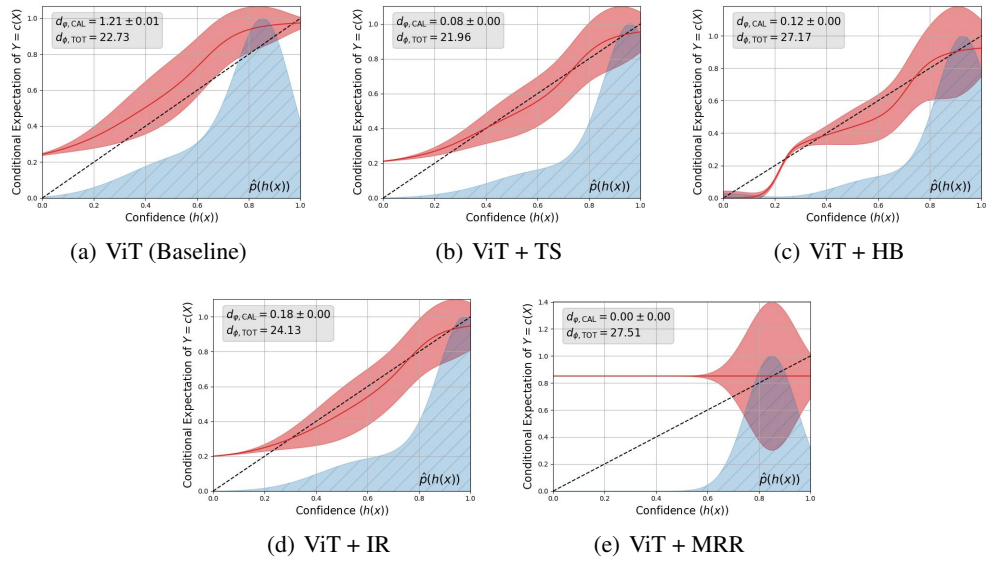 Conditional Expectation of Y = c(X)
1.0
0.8
0.6
0.4
0.2
0.0
d_{φ, CAL} = 1.21 ± 0.01
d_{ϕ, TOT} = 22.73
p̂(h(x))
0.0 0.2 0.4 0.6 0.8 1.0
Confidence (h(x))
(a) ViT (Baseline)
Conditional Expectation of Y = c(X)
1.0
0.8
0.6
0.4
0.2
0.0
d_{φ, CAL} = 0.08 ± 0.00
d_{ϕ, TOT} = 21.96
p̂(h(x))
0.0 0.2 0.4 0.6 0.8 1.0
Confidence (h(x))
(b) ViT + TS
Conditional Expectation of Y = c(X)
1.0
0.8
0.6
0.4
0.2
0.0
d_{φ, CAL} = 0.12 ± 0.00
d_{ϕ, TOT} = 27.17
p̂(h(x))
0.0 0.2 0.4 0.6 0.8 1.0
Confidence (h(x))
(c) ViT + HB
Conditional Expectation of Y = c(X)
1.0
0.8
0.6
0.4
0.2
0.0
d_{φ, CAL} = 0.18 ± 0.00
d_{ϕ, TOT} = 24.13
p̂(h(x))
0.0 0.2 0.4 0.6 0.8 1.0
Confidence (h(x))
(d) ViT + IR
Conditional Expectation of Y = c(X)
1.4
1.2
1.0
0.8
0.6
0.4
0.2
0.0
d_{φ, CAL} = 0.00 ± 0.00
d_{ϕ, TOT} = 27.51
p̂(h(x))
0.0 0.2 0.4 0.6 0.8 1.0
Confidence (h(x))
(e) ViT + MRR